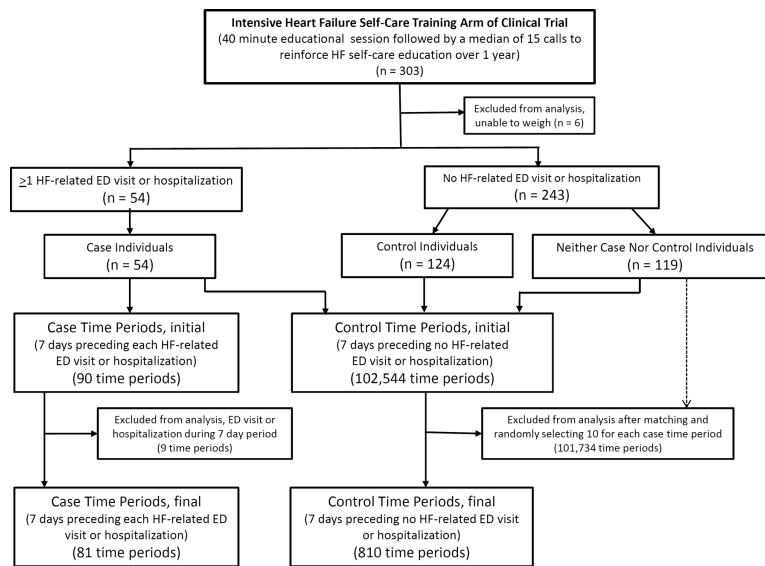 Intensive Heart Failure Self-Care Training Arm of Clinical Trial
(40 minute educational session followed by a median of 15 calls to
reinforce HF self-care education over 1 year)
(n = 303)
Excluded from analysis,
unable to weigh (n = 6)
≥1 HF-related ED visit or hospitalization
(n = 54)
No HF-related ED visit or hospitalization
(n = 243)
Case Individuals
(n = 54)
Control Individuals
(n = 124)
Neither Case Nor Control Individuals
(n = 119)
Case Time Periods, initial
(7 days preceding each HF-related
ED visit or hospitalization)
(90 time periods)
Control Time Periods, initial
(7 days preceding no HF-related
ED visit or hospitalization)
(102,544 time periods)
Excluded from analysis, ED visit or
hospitalization during 7 day period
(9 time periods)
Excluded from analysis after matching and
randomly selecting 10 for each case time period
(101,734 time periods)
Case Time Periods, final
(7 days preceding each HF-related ED
visit or hospitalization)
(81 time periods)
Control Time Periods, final
(7 days preceding no HF-related ED visit
or hospitalization)
(810 time periods)